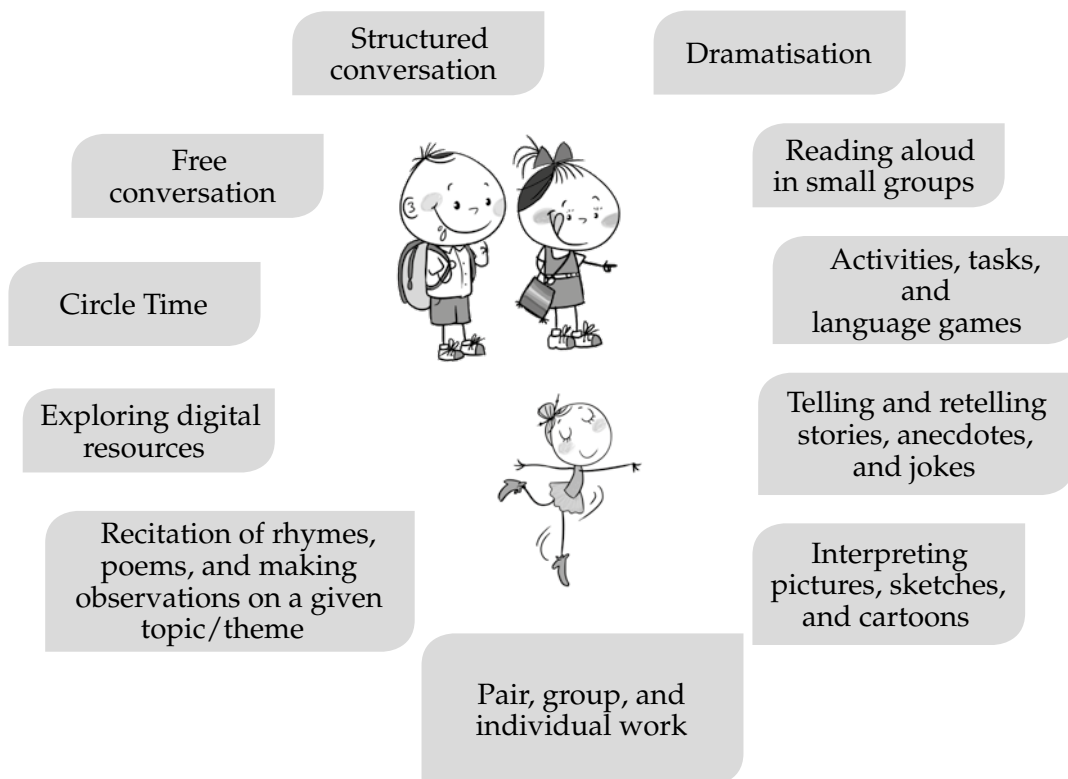 Structured
conversation
Dramatisation
Free
conversation
Reading aloud
in small groups
Circle Time
Activities, tasks,
and
language games
Exploring digital
resources
Telling and retelling
stories, anecdotes,
and jokes
Recitation of rhymes,
poems, and making
observations on a given
topic/theme
Interpreting
pictures, sketches,
and cartoons
Pair, group, and
individual work